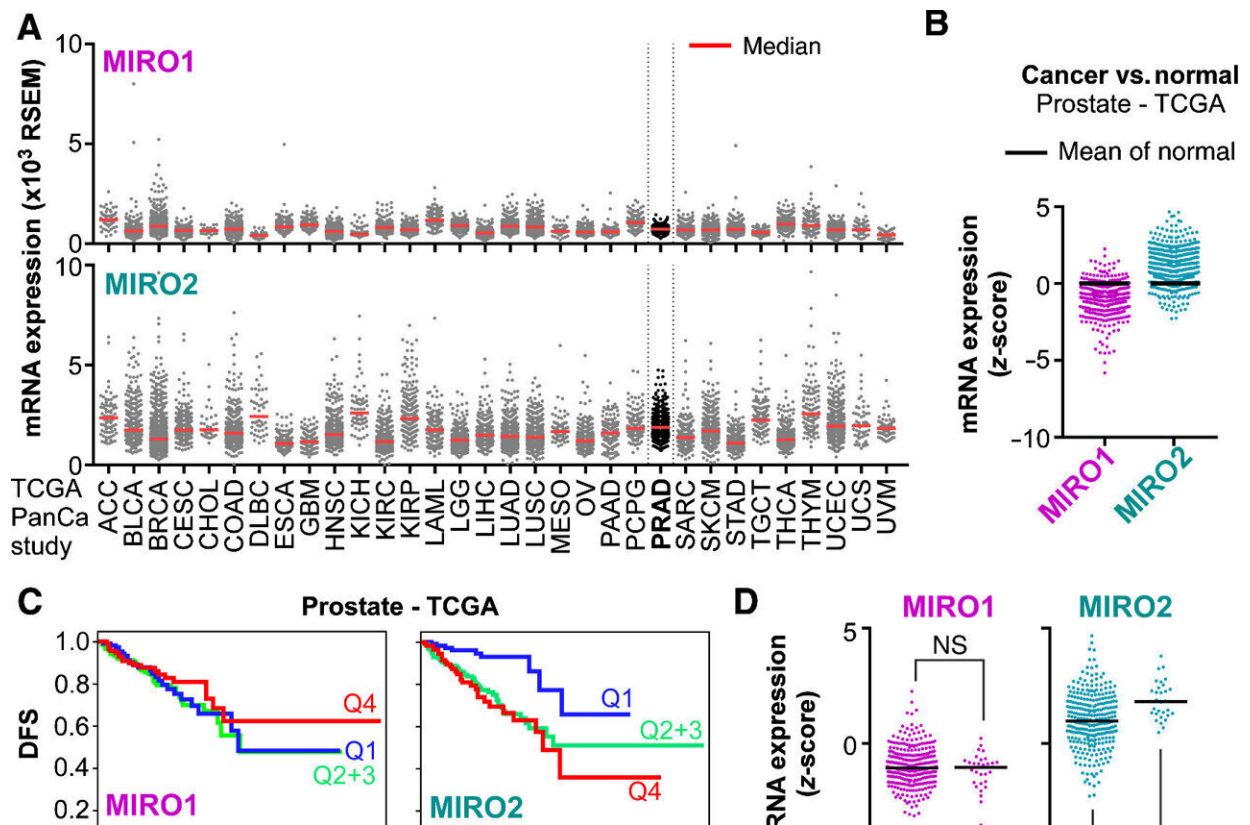 A
mRNA expression (x10³ RSEM)
10
5
0
MIRO1
Median
10
5
0
MIRO2
TCGA
PanCa
study
ACC
BLCA
BRCA
CESC
CHOL
COAD
DLBC
ESCA
GBM
HNSC
KICH
KIRC
KIRP
LAML
LGG
LIHC
LUAD
LUSC
MESO
OV
PAAD
PCPG
PRAD
SARC
SKCM
STAD
TGCT
THCA
THYM
UCEC
UCS
UVM
B
Cancer vs. normal
Prostate - TCGA
Mean of normal
mRNA expression
(z-score)
5
0
−5
−10
MIRO1
MIRO2
C
Prostate - TCGA
DFS
1.0
0.8
0.6
0.4
0.2
Q4
Q1
Q2+3
MIRO1
Q1
Q2+3
Q4
MIRO2
D
MIRO1
MIRO2
RNA expression
(z-score)
5
0
NS